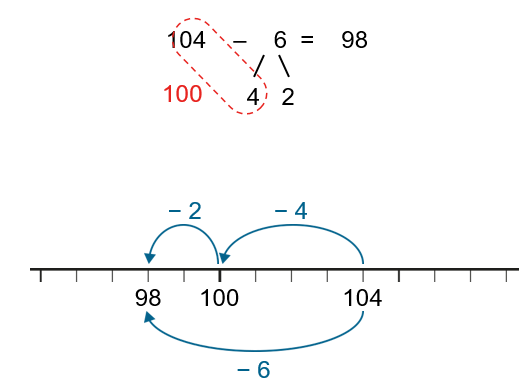 104 – 6 = 98
100 4 2
– 2 – 4
98 100 104
– 6